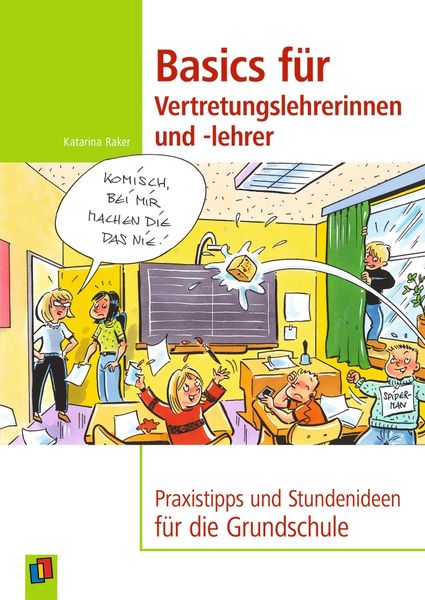 Basics für
Vertretungslehrerinnen
und -lehrer
Katarina Raker
KOMISCH,
BEI MIR
MACHEN DIE
DAS NIE!
SPIDER-
MAN
Praxistipps und Stundenideen
für die Grundschule